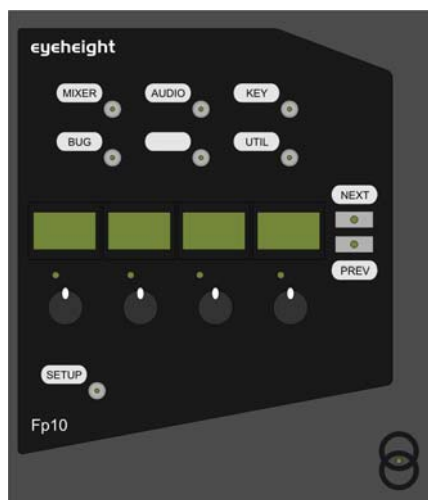 eyeheight
MIXER AUDIO KEY
BUG UTIL
NEXT
PREV
SETUP
Fp10